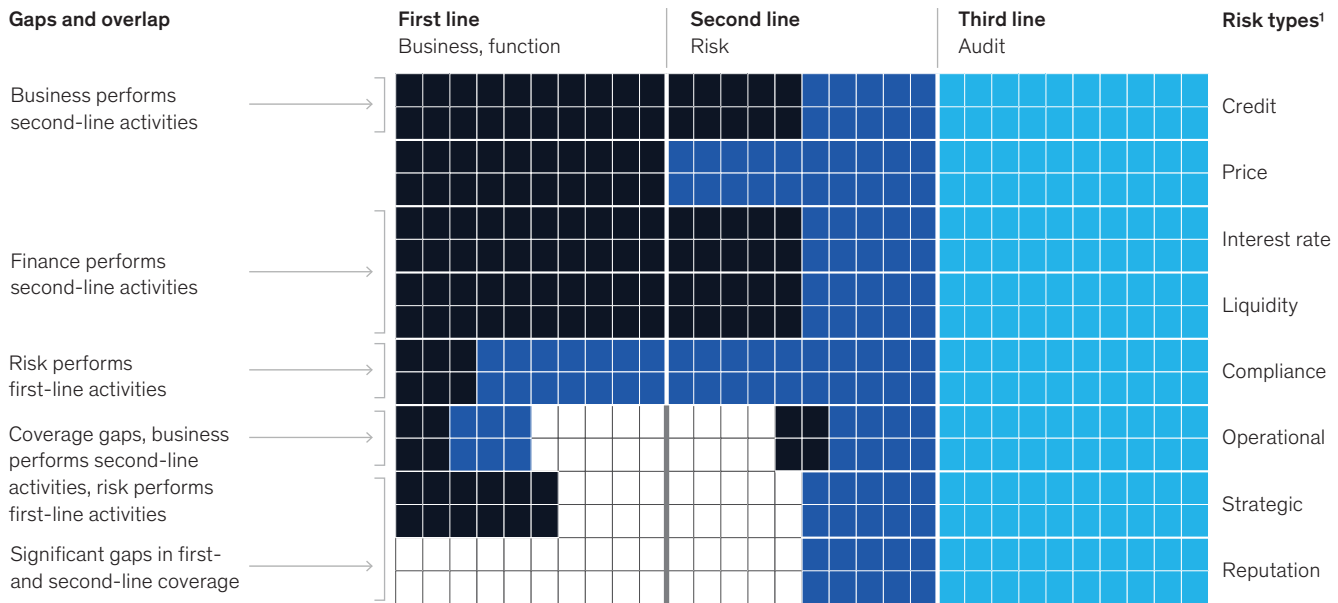 Gaps and overlap
First line
Business, function
Second line
Risk
Third line
Audit
Risk types¹
Business performs
second-line activities
Credit
Price
Finance performs
second-line activities
Interest rate
Liquidity
Risk performs
first-line activities
Compliance
Coverage gaps, business
performs second-line
activities, risk performs
first-line activities
Operational
Strategic
Significant gaps in first-
and second-line coverage
Reputation